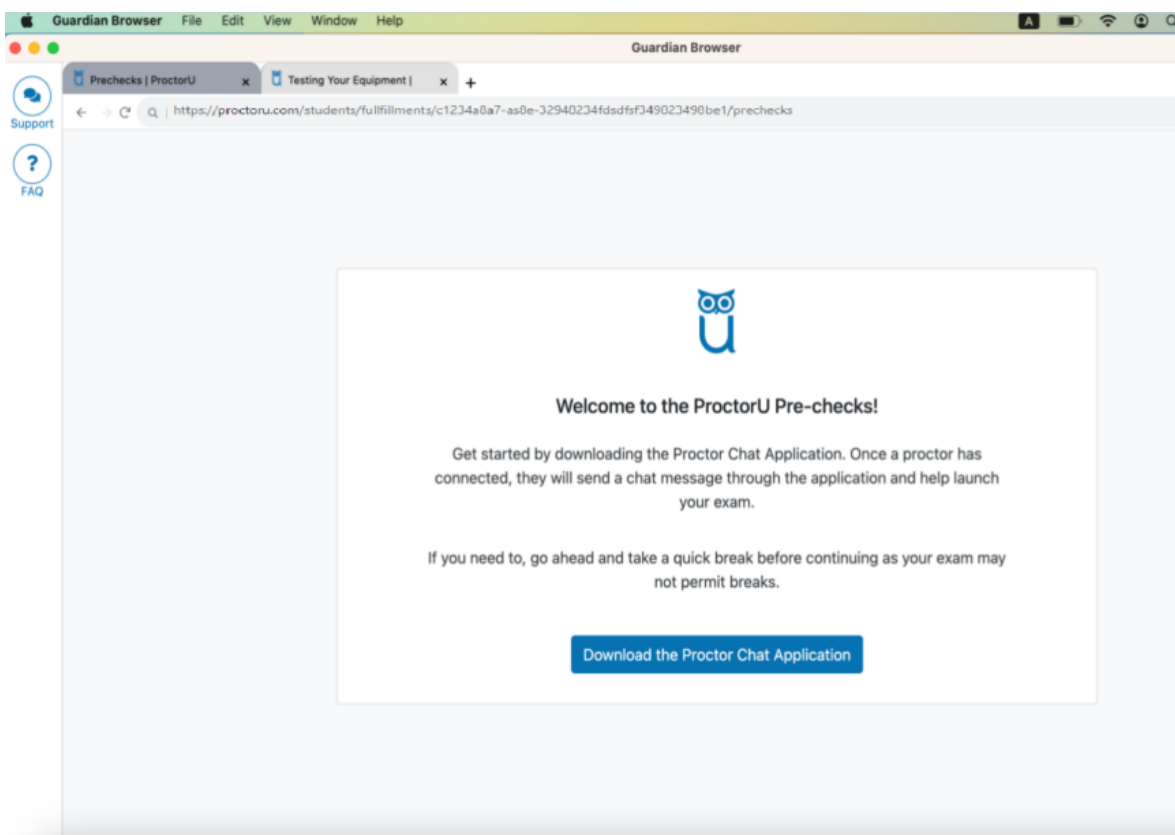 Guardian Browser File Edit View Window Help A
Guardian Browser
Support
FAQ
Prechecks | ProctorU x Testing Your Equipment | x +
https://proctoru.com/students/fullfillments/c1234a8a7-as8e-32940234fdsdfsf349023490be1/prechecks
Welcome to the ProctorU Pre-checks!
Get started by downloading the Proctor Chat Application. Once a proctor has
connected, they will send a chat message through the application and help launch
your exam.
If you need to, go ahead and take a quick break before continuing as your exam may
not permit breaks.
Download the Proctor Chat Application